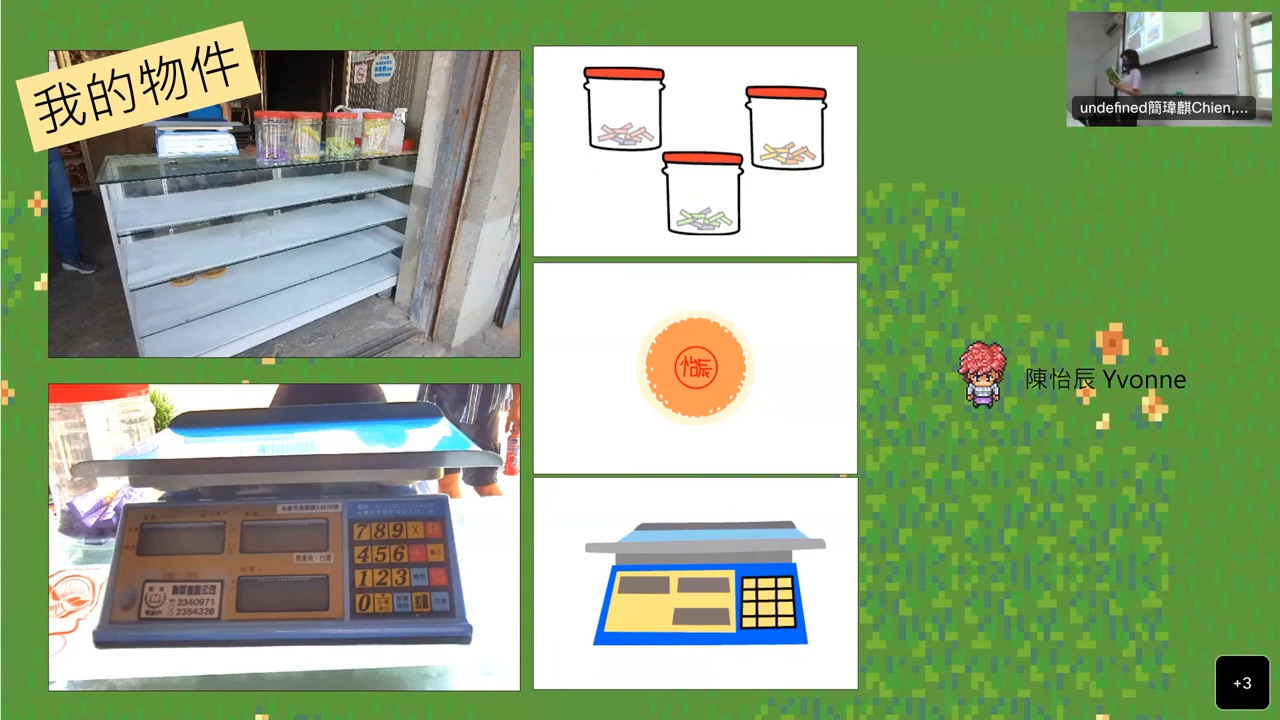 我的物件
undefined簡瑋麒Chien,...
怡辰
陳怡辰 Yvonne
7 8 9 X
4 5 6 +
1 2 3
0
2340971
2354328
+3